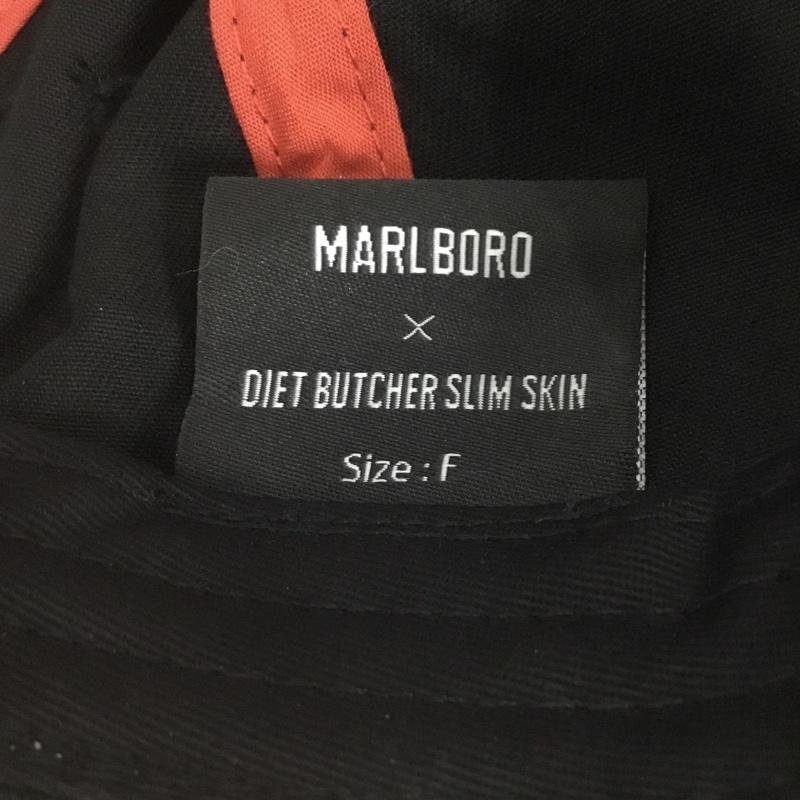 MARLBORO
×
DIET BUTCHER SLIM SKIN
Size : F